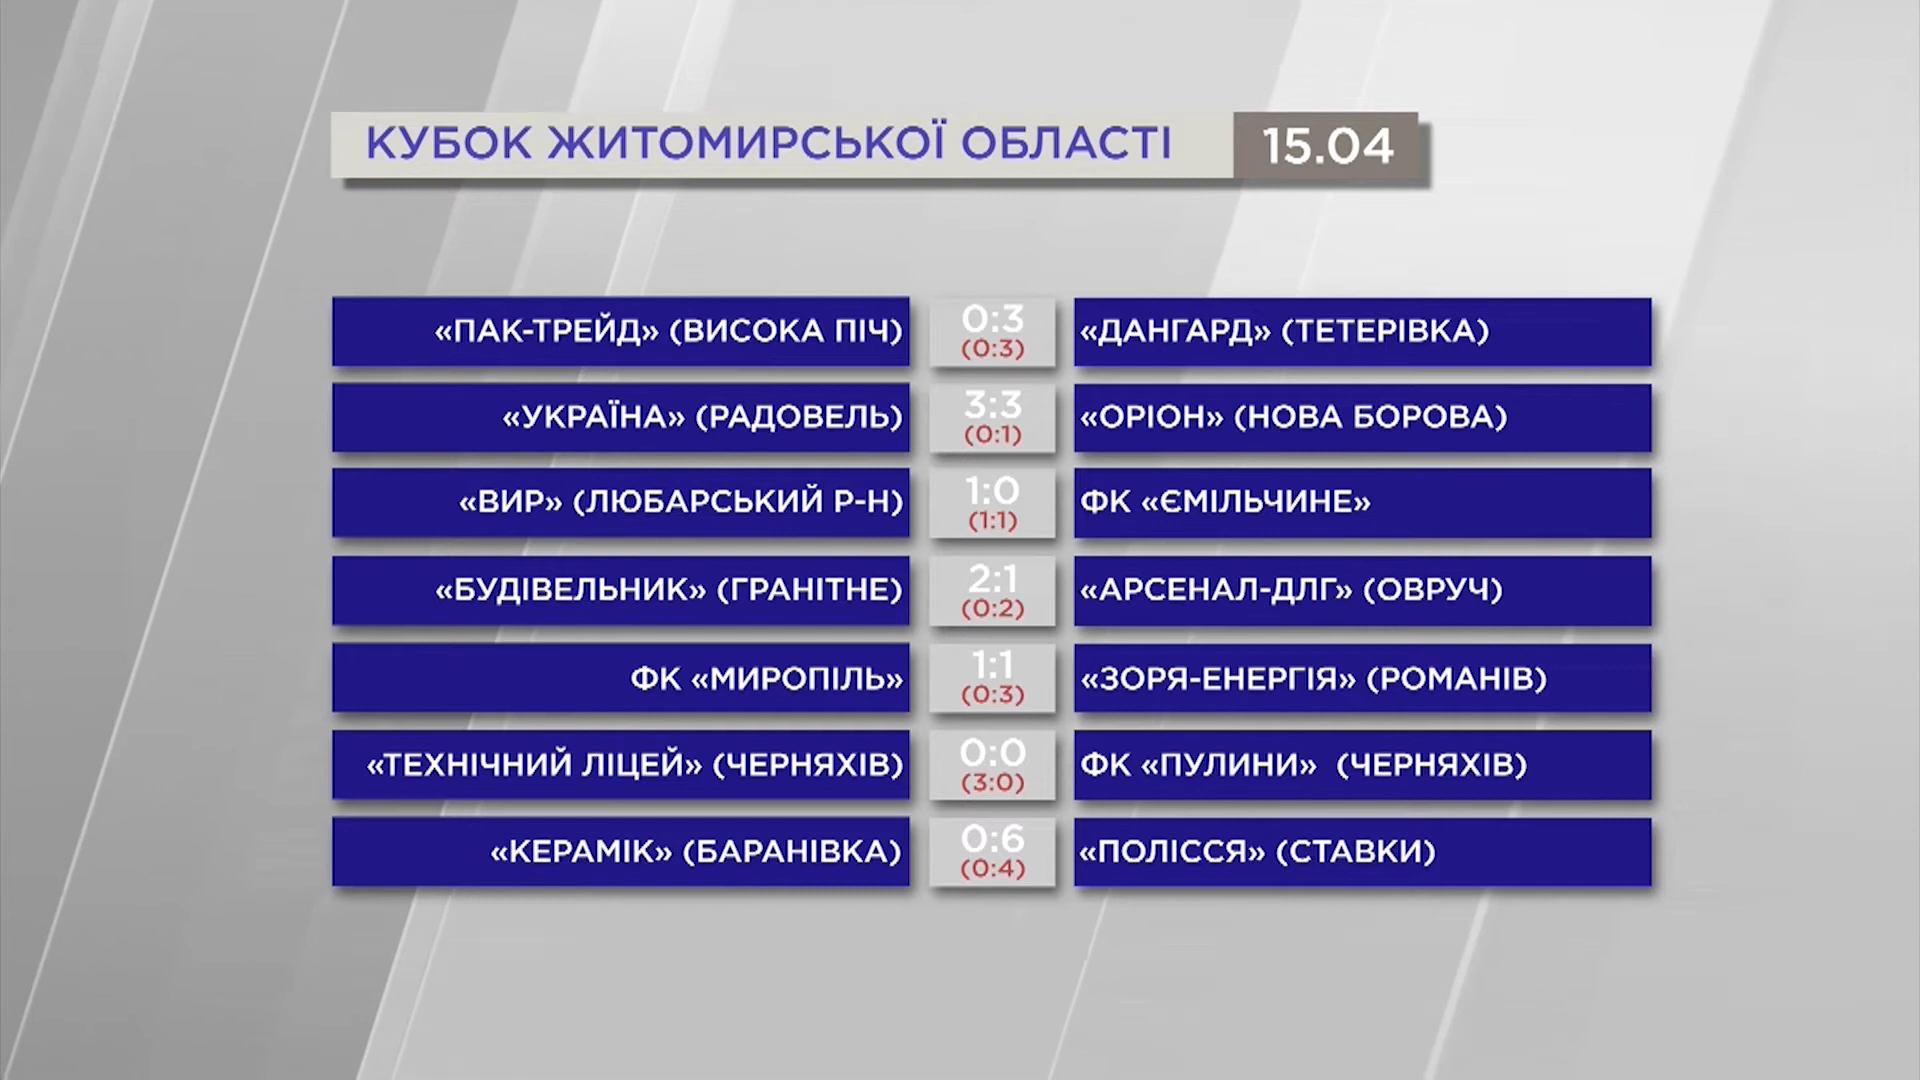 КУБОК ЖИТОМИРСЬКОЇ ОБЛАСТІ 15.04
«ПАК-ТРЕЙД» (ВИСОКА ПІЧ) 0:3 (0:3) «ДАНГАРД» (ТЕТЕРІВКА)
«УКРАЇНА» (РАДОВЕЛЬ) 3:3 (0:1) «ОРІОН» (НОВА БОРОВА)
«ВИР» (ЛЮБАРСЬКИЙ Р-Н) 1:0 (1:1) ФК «ЄМІЛЬЧИНЕ»
«БУДІВЕЛЬНИК» (ГРАНІТНЕ) 2:1 (0:2) «АРСЕНАЛ-ДЛГ» (ОВРУЧ)
ФК «МИРОПІЛЬ» 1:1 (0:3) «ЗОРЯ-ЕНЕРГІЯ» (РОМАНІВ)
«ТЕХНІЧНИЙ ЛІЦЕЙ» (ЧЕРНЯХІВ) 0:0 (3:0) ФК «ПУЛИНИ» (ЧЕРНЯХІВ)
«КЕРАМІК» (БАРАНІВКА) 0:6 (0:4) «ПОЛІССЯ» (СТАВКИ)